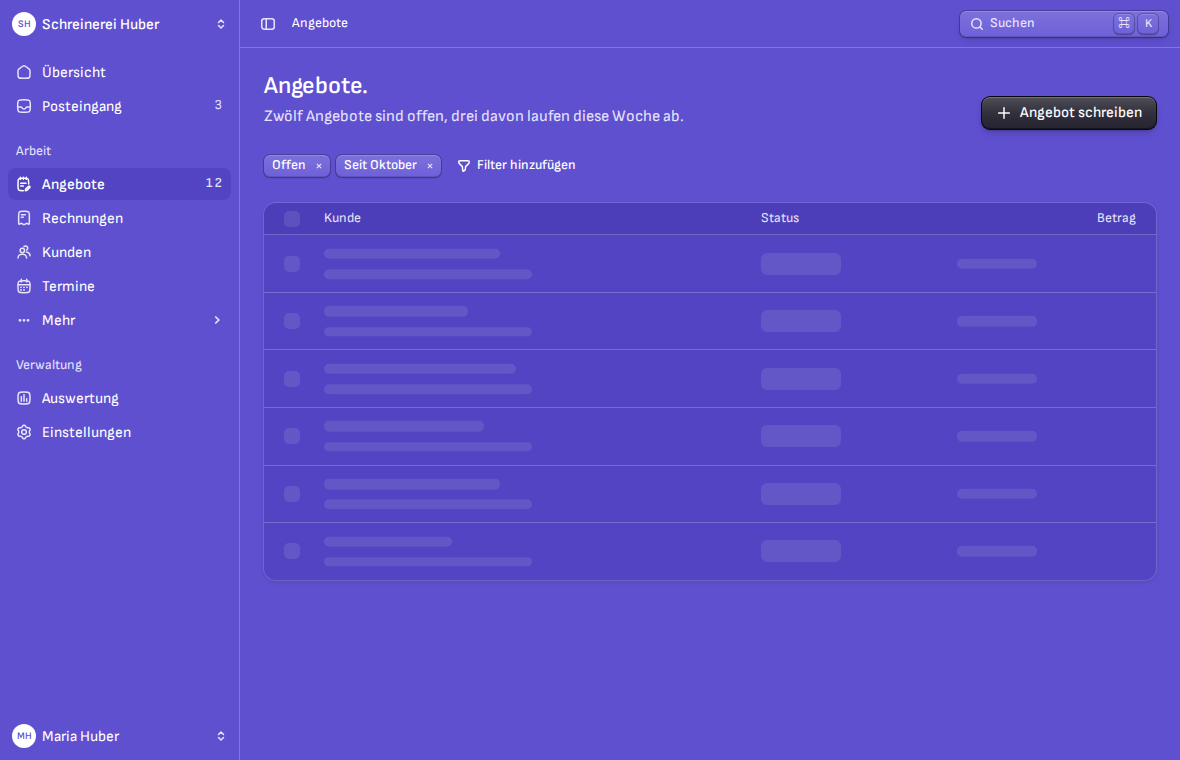 SH Schreinerei Huber
Übersicht
Posteingang 3
Arbeit
Angebote 12
Rechnungen
Kunden
Termine
Mehr
Verwaltung
Auswertung
Einstellungen
MH Maria Huber
Angebote
Suchen ⌘ K
Angebote.
Zwölf Angebote sind offen, drei davon laufen diese Woche ab.
Angebot schreiben
Offen × Seit Oktober × Filter hinzufügen
Kunde Status Betrag